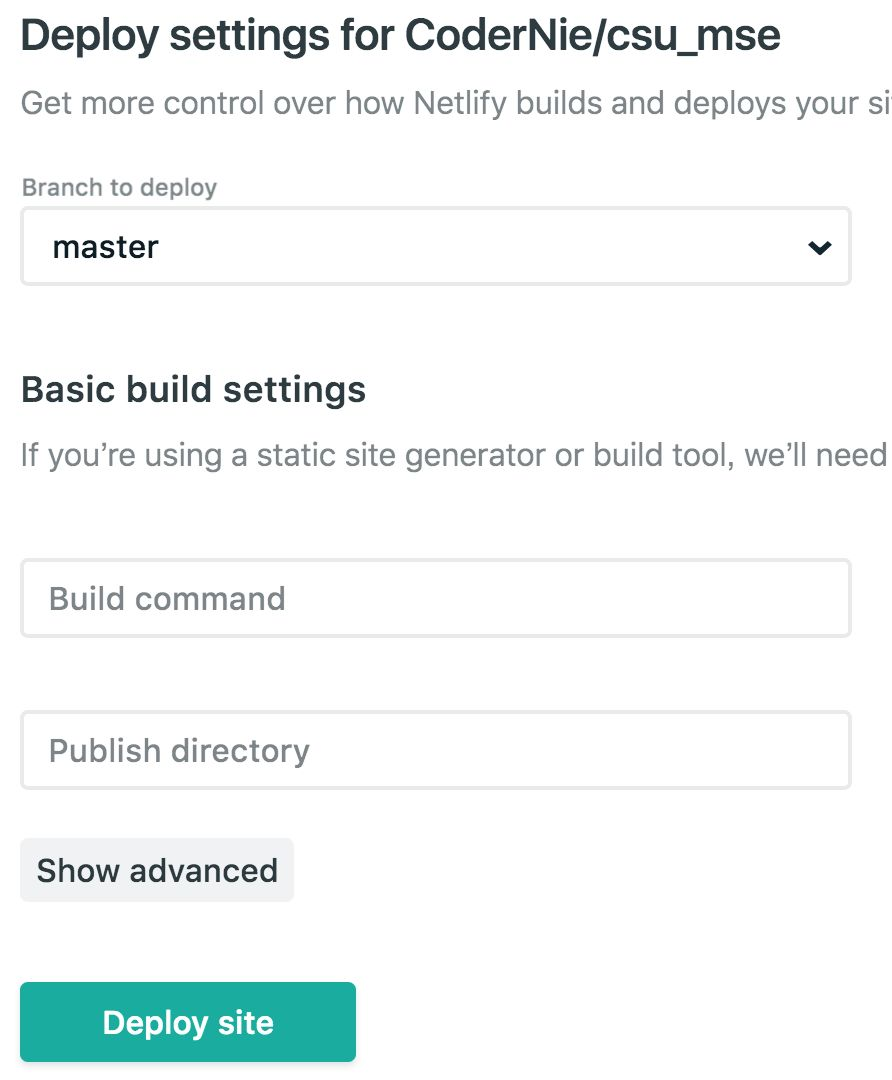 Deploy settings for CoderNie/csu_mse
Get more control over how Netlify builds and deploys your si
Branch to deploy
master
Basic build settings
If you’re using a static site generator or build tool, we’ll need
Build command
Publish directory
Show advanced
Deploy site